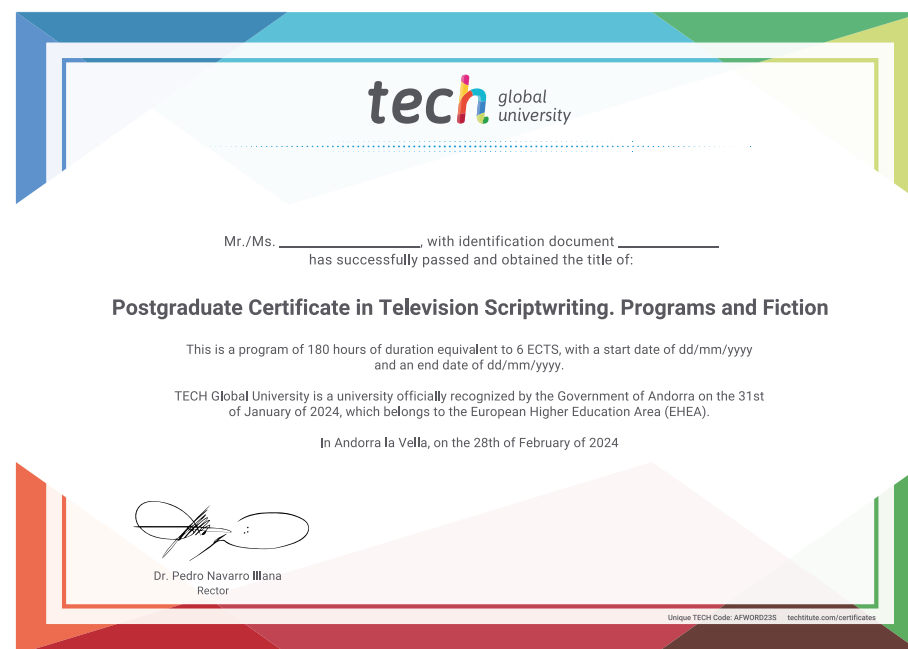 tech global university
Mr./Ms. ____________________, with identification document ______________
has successfully passed and obtained the title of:
Postgraduate Certificate in Television Scriptwriting. Programs and Fiction
This is a program of 180 hours of duration equivalent to 6 ECTS, with a start date of dd/mm/yyyy
and an end date of dd/mm/yyyy.
TECH Global University is a university officially recognized by the Government of Andorra on the 31st
of January of 2024, which belongs to the European Higher Education Area (EHEA).
In Andorra la Vella, on the 28th of February of 2024
Dr. Pedro Navarro Illana
Rector
Unique TECH Code: AFWORD23S techtitute.com/certificates